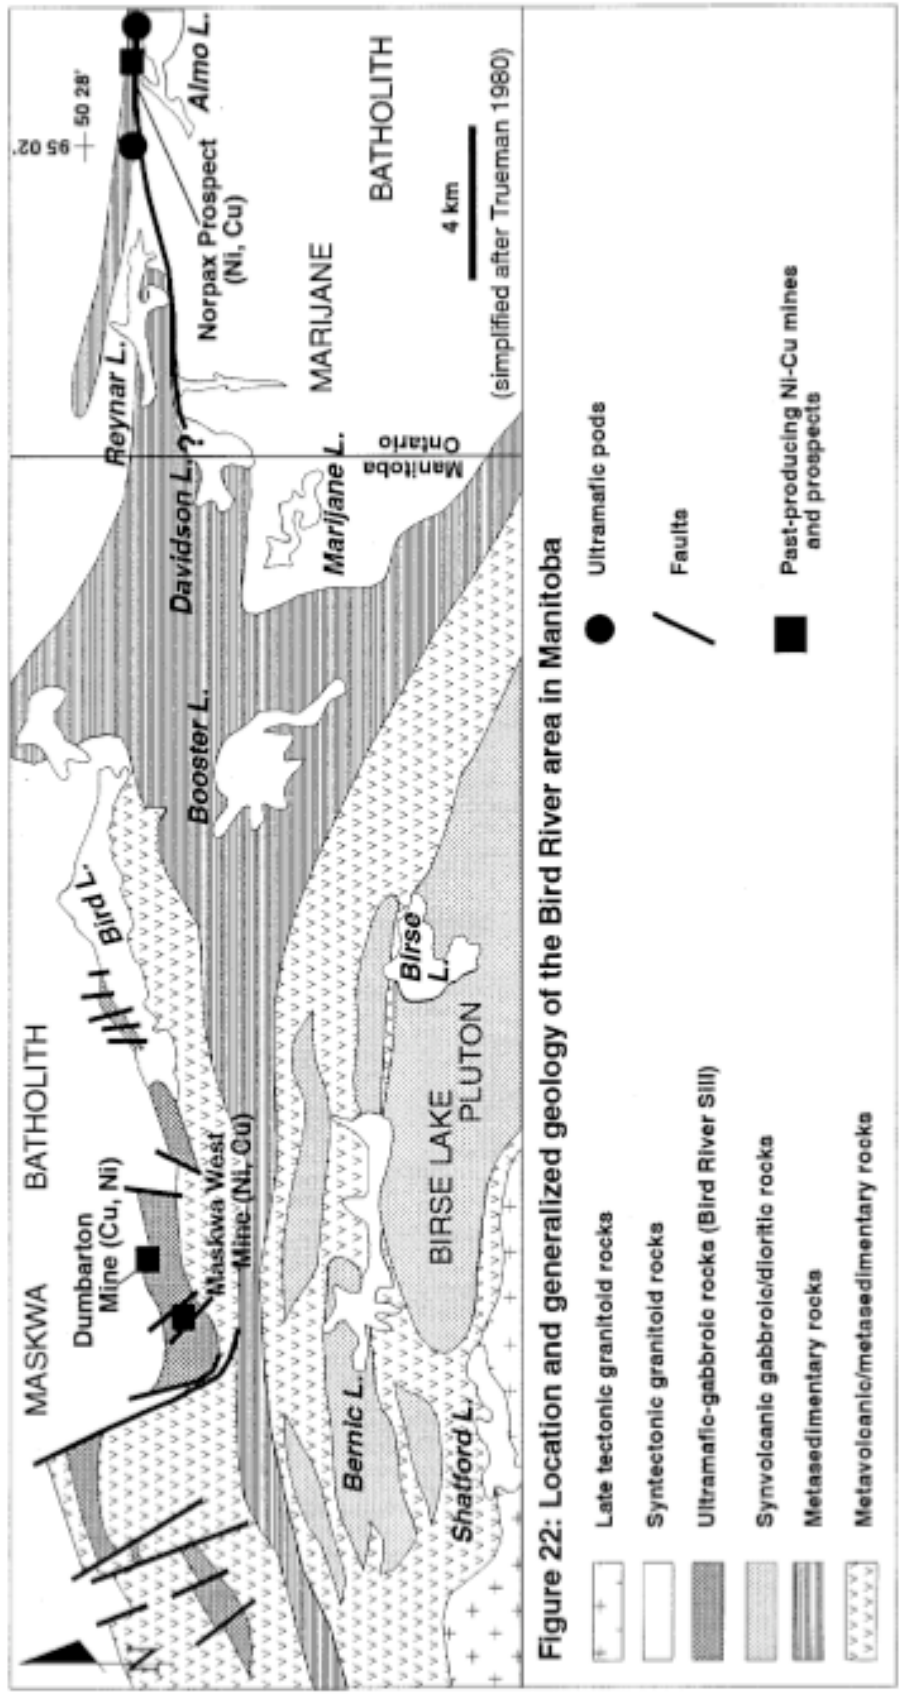 MASKWA BATHOLITH
Dumbarton
Mine (Cu, Ni)
Maskwa West
Mine (Ni, Cu)
Bird L.
Booster L.
Davidson L.
?
Reynar L.
95 02'
50 28'
Almo L.
Norpax Prospect
(Ni, Cu)
Manitoba
Ontario
Marijane L.
MARIJANE BATHOLITH
4 km
(simplified after Trueman 1980)
N
Bernic L.
Shatford L.
BIRSE LAKE
PLUTON
Birse
L.
Figure 22: Location and generalized geology of the Bird River area in Manitoba
Late tectonic granitoid rocks
Syntectonic granitoid rocks
Ultramafic-gabbroic rocks (Bird River Sill)
Synvolcanic gabbroic/dioritic rocks
Metasedimentary rocks
Metavolcanic/metasedimentary rocks
Ultramafic pods
Faults
Past-producing Ni-Cu mines
and prospects